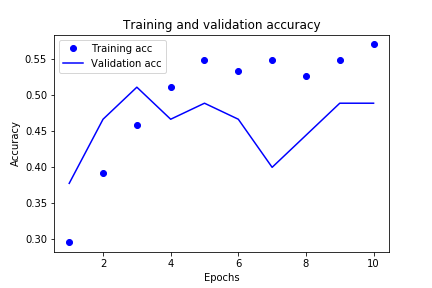 Training and validation accuracy
Training acc
Validation acc
0.55
0.50
0.45
0.40
0.35
0.30
Accuracy
2 4 6 8 10
Epochs